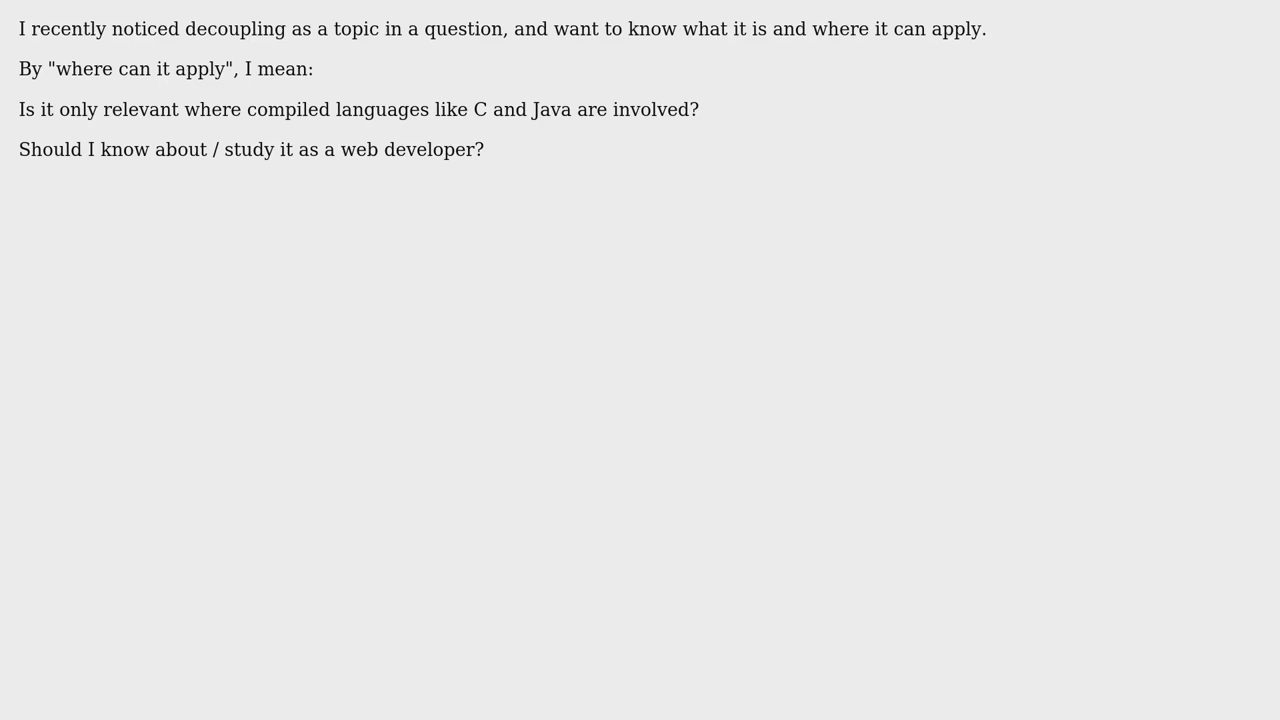 I recently noticed decoupling as a topic in a question, and want to know what it is and where it can apply.
By "where can it apply", I mean:
Is it only relevant where compiled languages like C and Java are involved?
Should I know about / study it as a web developer?